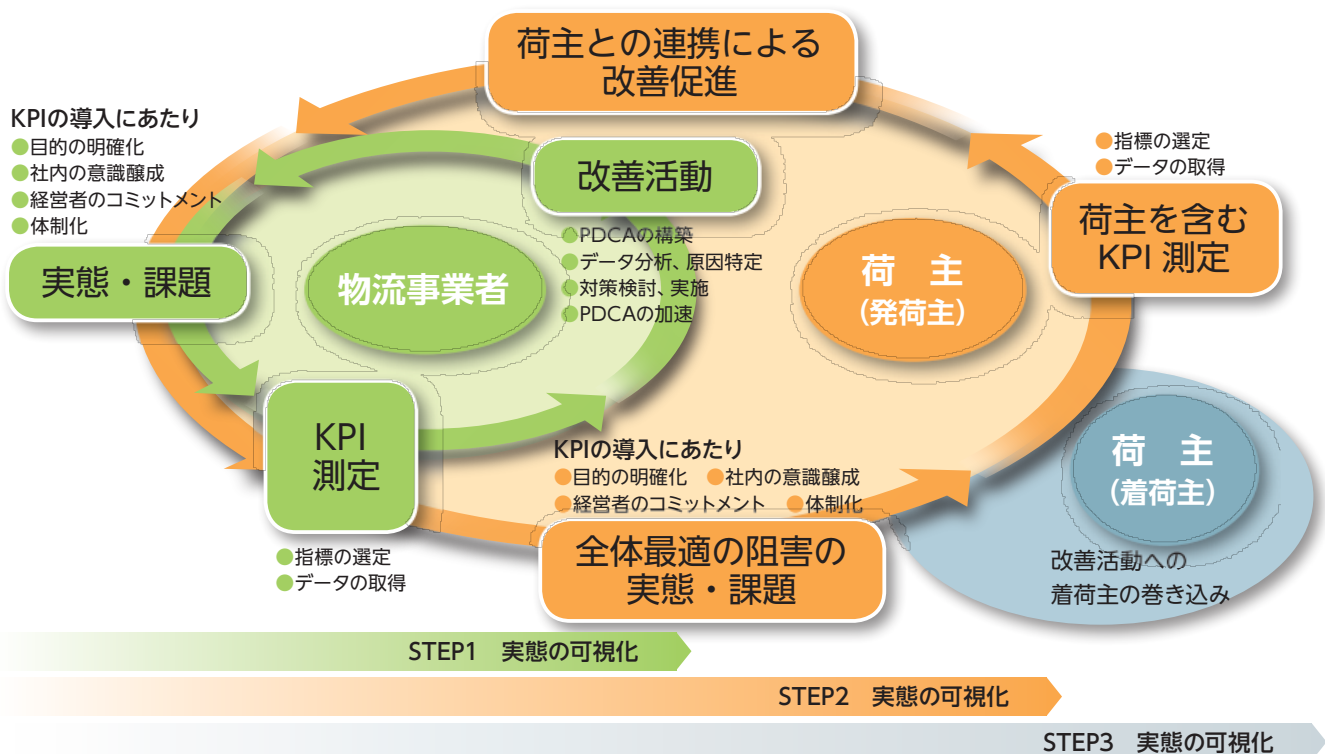 荷主との連携による
改善促進
KPIの導入にあたり
●目的の明確化
●社内の意識醸成
●経営者のコミットメント
●体制化
実態・課題
改善活動
●PDCAの構築
●データ分析、原因特定
●対策検討、実施
●PDCAの加速
物流事業者
荷　主
（発荷主）
●指標の選定
●データの取得
荷主を含む
KPI 測定
KPI
測定
●指標の選定
●データの取得
KPIの導入にあたり
●目的の明確化　●社内の意識醸成
●経営者のコミットメント　●体制化
全体最適の阻害の
実態・課題
荷　主
（着荷主）
改善活動への
着荷主の巻き込み
STEP1　実態の可視化
STEP2　実態の可視化
STEP3　実態の可視化